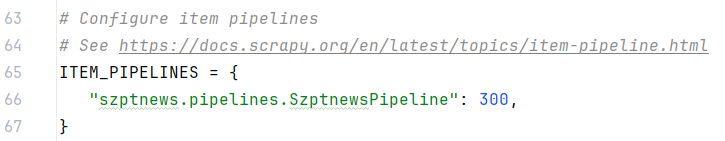 63 # Configure item pipelines
64 # See https://docs.scrapy.org/en/latest/topics/item-pipeline.html
65 ITEM_PIPELINES = {
66    "szptnews.pipelines.SzptnewsPipeline": 300,
67 }